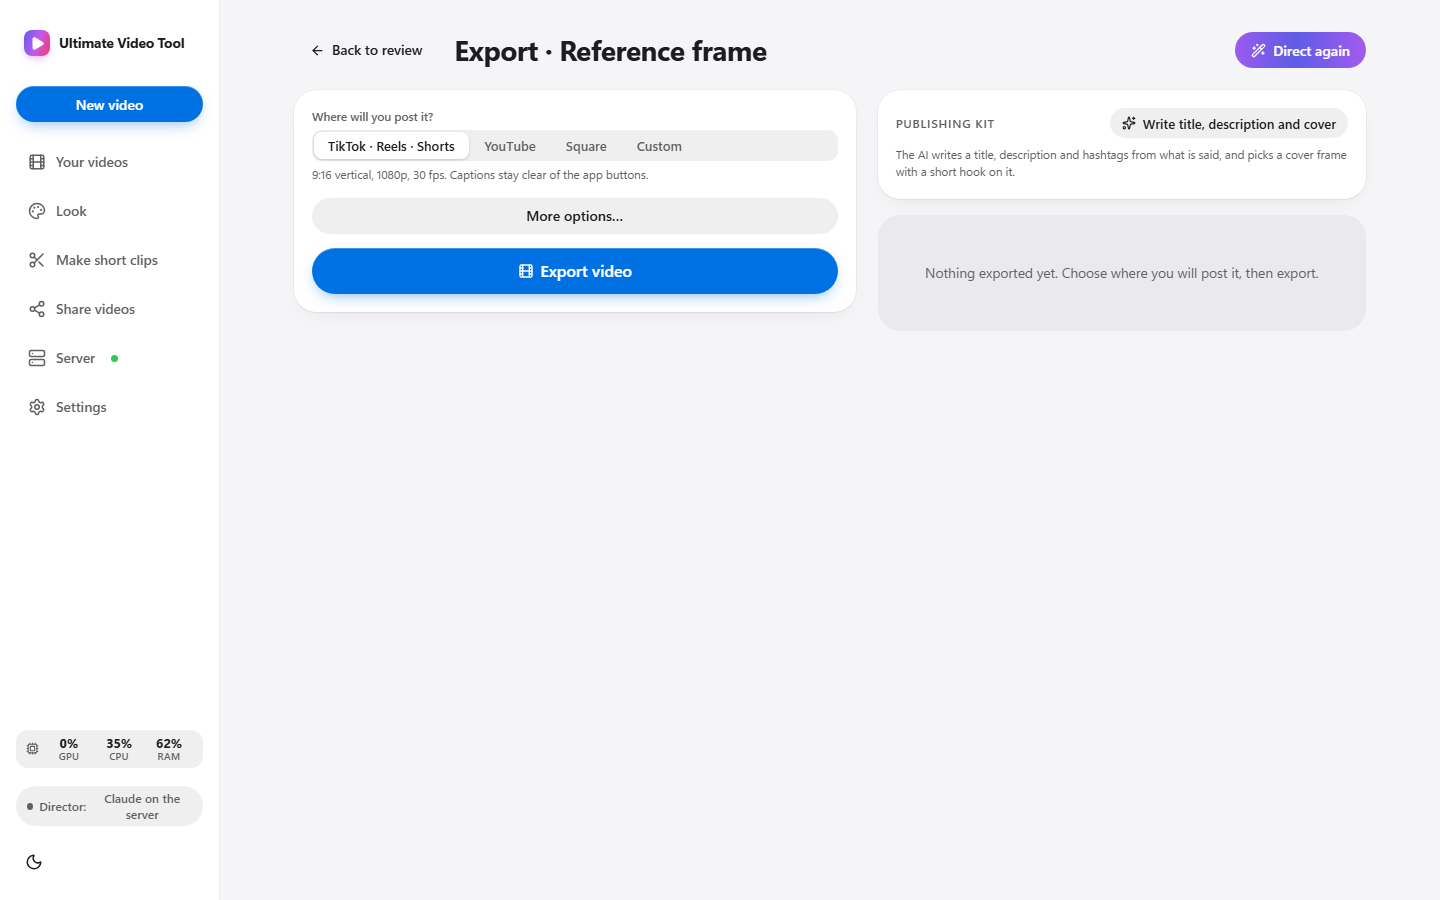 Ultimate Video Tool
New video
Your videos
Look
Make short clips
Share videos
Server
Settings
0%
GPU
35%
CPU
62%
RAM
Director:
Claude on the
server
Back to review
Export · Reference frame
Direct again
Where will you post it?
TikTok · Reels · Shorts
YouTube
Square
Custom
9:16 vertical, 1080p, 30 fps. Captions stay clear of the app buttons.
More options...
Export video
PUBLISHING KIT
Write title, description and cover
The AI writes a title, description and hashtags from what is said, and picks a cover frame
with a short hook on it.
Nothing exported yet. Choose where you will post it, then export.